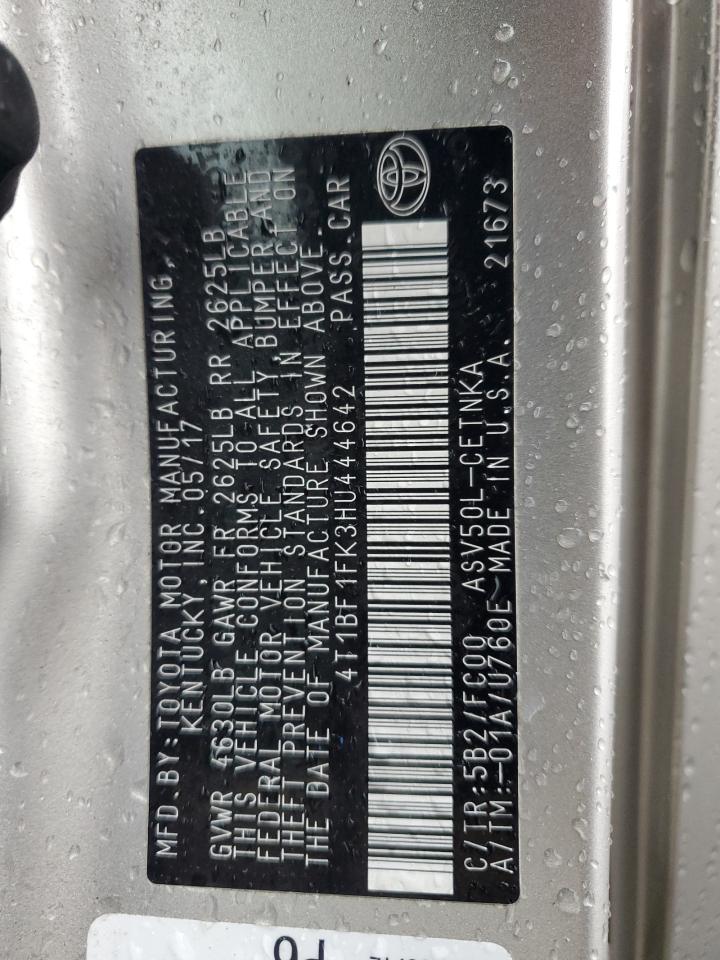 MFD.BY:TOYOTA MOTOR MANUFACTURING,
KENTUCKY, INC.05/17
GVWR 4630LB GAWR FR 2625LB RR 2625LB
THIS VEHICLE CONFORMS TO ALL APPLICABLE
FEDERAL MOTOR VEHICLE SAFETY,BUMPER,AND
THEFT PREVENTION STANDARDS IN EFFECT ON
THE DATE OF MANUFACTURE SHOWN ABOVE.
4T1BF1FK3HU444642 PASS.CAR
C/TR:5B2/FC00 ASV50L-CETNKA
A/TM:-01A/U760E MADE IN U.S.A. 21673